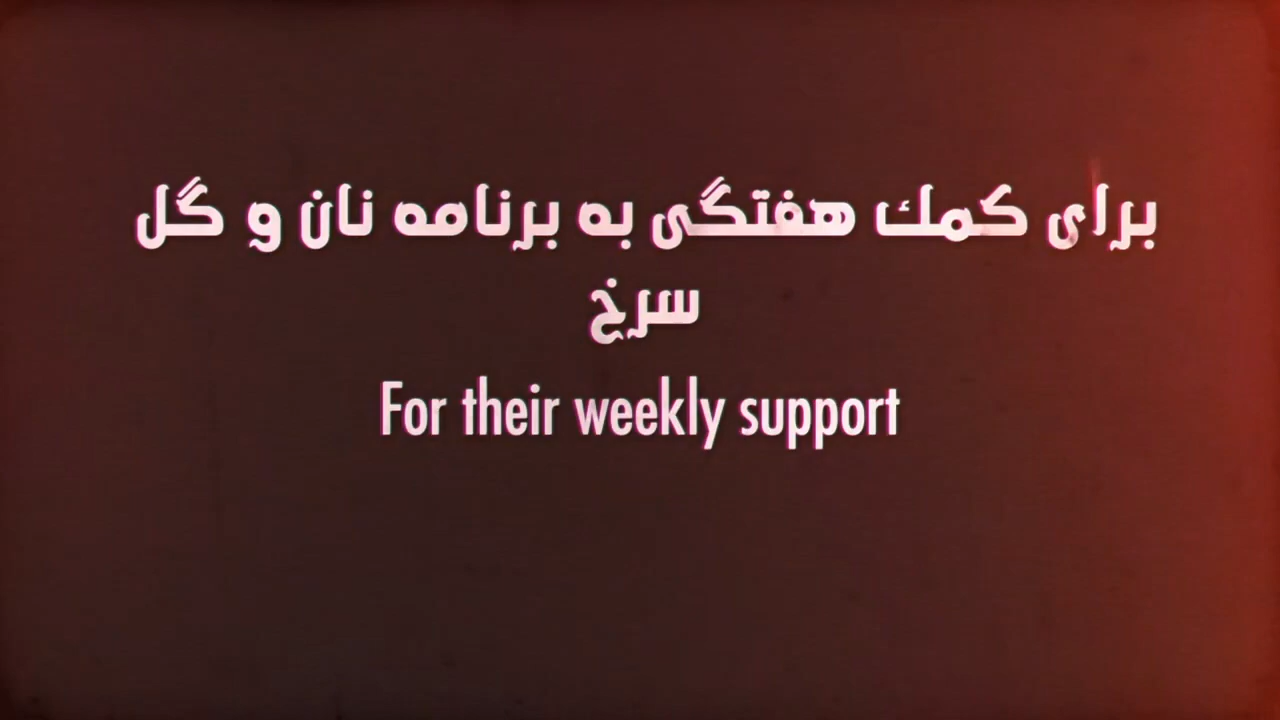 برای کمك هفتگی به برنامه نان و گل
سرخ
For their weekly support